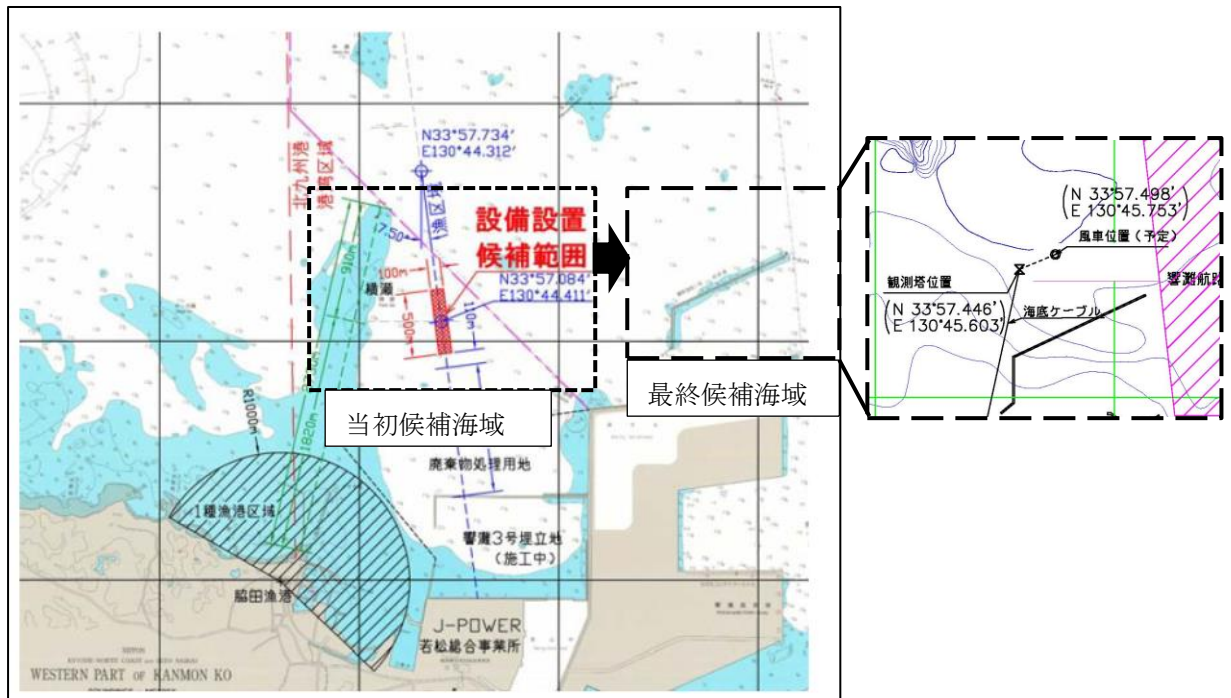 N33°57.734'
E130°44.312'
北九州港
港湾区域
7.50°
910m
設備設置
候補範囲
100m
横瀬
N33°57.084'
E130°44.411'
500m
110m
(N 33°57.498')
(E 130°45.753')
風車位置(予定)
観測塔位置
響灘航路
(N 33°57.446')
(E 130°45.603')
海底ケーブル
最終候補海域
当初候補海域
R1000m
1820m
廃棄物処理用地
1種漁港区域
響灘3号埋立地
(施工中)
脇田漁港
J-POWER
若松総合事業所
NIPPON
WESTERN PART OF KANMON KO